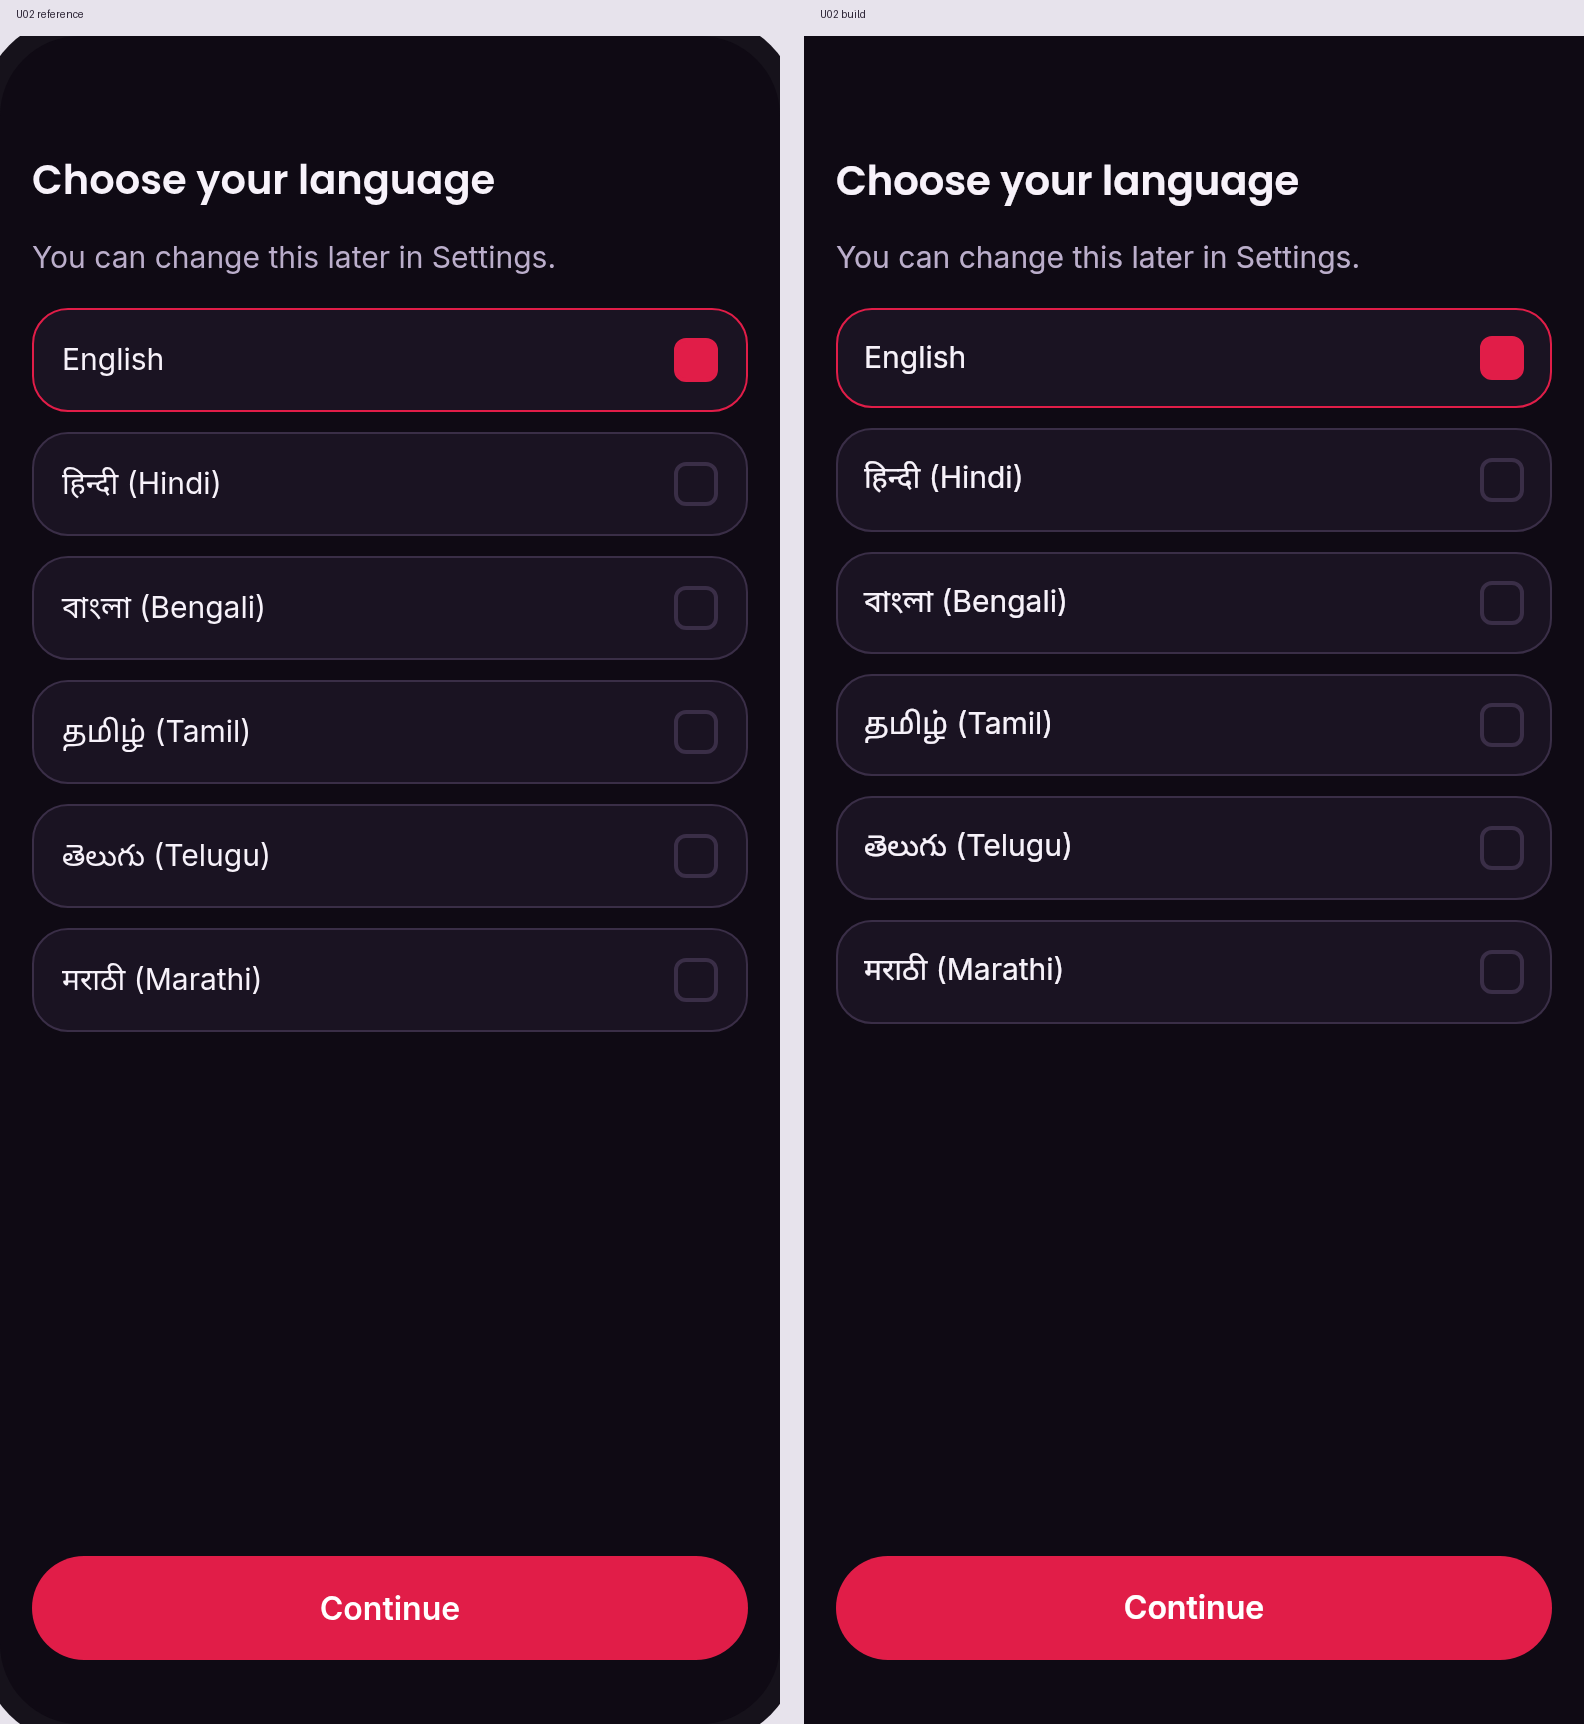 U02 reference
Choose your language
You can change this later in Settings.
English
हिन्दी (Hindi)
বাংলা (Bengali)
தமிழ் (Tamil)
తెలుగు (Telugu)
मराठी (Marathi)
Continue
U02 build
Choose your language
You can change this later in Settings.
English
हिन्दी (Hindi)
বাংলা (Bengali)
தமிழ் (Tamil)
తెలుగు (Telugu)
मराठी (Marathi)
Continue